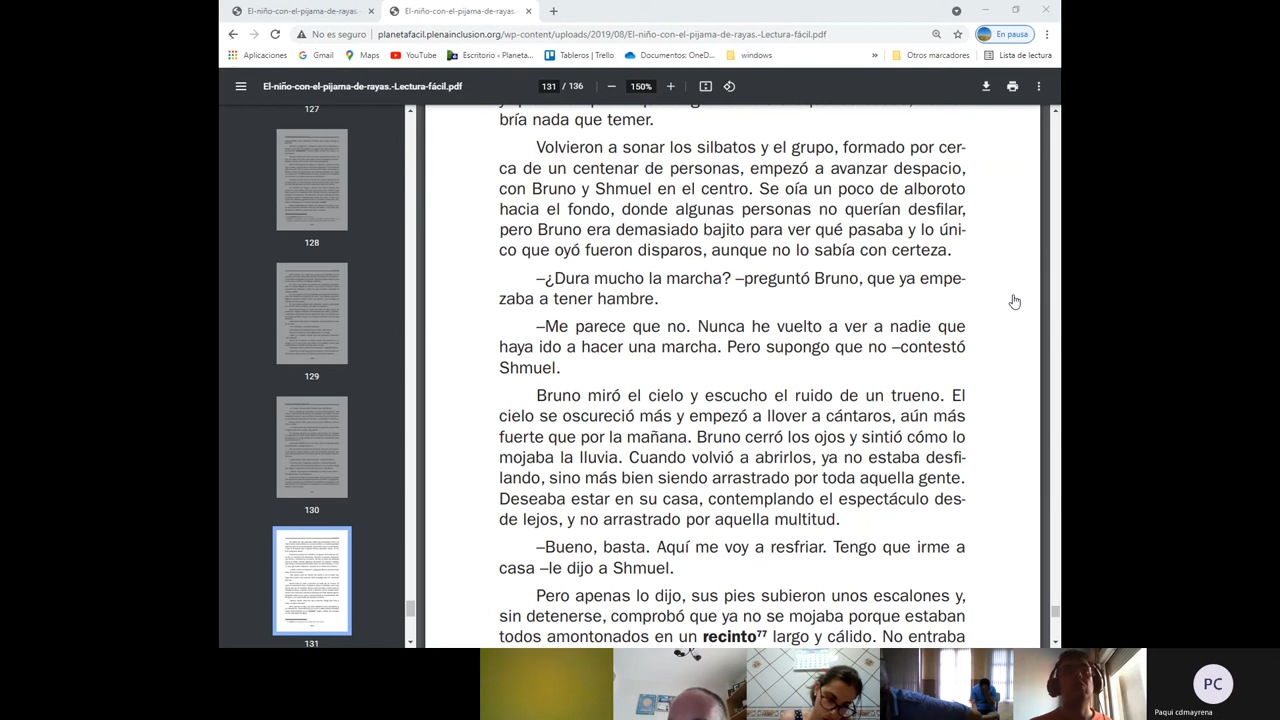 El-niño-con-el-pijama-de-rayas.-
El-niño-con-el-pijama-de-rayas.-
No es seguro
planetafacil.plenainclusion.org/wp-content/uploads/2019/08/El-niño-con-el-pijama-de-rayas.-Lectura-fácil.pdf
En pausa
Aplicaciones
Gmail
Maps
YouTube
Escritorio ‹ Planeta...
Tableros | Trello
Documentos: OneD...
windows
»
Otros marcadores
Lista de lectura
El-niño-con-el-pijama-de-rayas.-Lectura-fácil.pdf
131 / 136
150%
127
128
129
130
131
bría nada que temer.
Volvieron a sonar los silbatos y el grupo, formado por cer-
ca de un centenar de personas, empezó a avanzar despacio,
con Bruno y Shmuel en el centro. Se oía un poco de alboroto
hacia el fondo, donde algunas personas no querían desfilar,
pero Bruno era demasiado bajito para ver qué pasaba y lo úni-
co que oyó fueron disparos, aunque no lo sabía con certeza.
–¿Dura mucho la marcha? –preguntó Bruno, que ya empe-
zaba a tener hambre.
–Me parece que no. Nunca he vuelto a ver a nadie que
haya ido a hacer una marcha. Pero supongo que no –contestó
Shmuel.
Bruno miró el cielo y escuchó el ruido de un trueno. El
cielo se oscureció más y empezó a llover a cántaros, aún más
fuerte que por la mañana. Bruno cerró los ojos y sintió cómo lo
mojaba la lluvia. Cuando volvió a abrirlos, ya no estaba desfi-
lando, sino más bien siendo arrastrado por toda aquella gente.
Deseaba estar en su casa, contemplando el espectáculo des-
de lejos, y no arrastrado por aquella multitud.
casa –le dijo a Shmuel.
Pero apenas lo dijo, sus pies subieron unos escalones y,
sin detenerse, comprobó que ya no se mojaba porque estaban
todos amontonados en un recinto⁷⁷ largo y cálido. No entraba
PC
Paqui cdmayrena